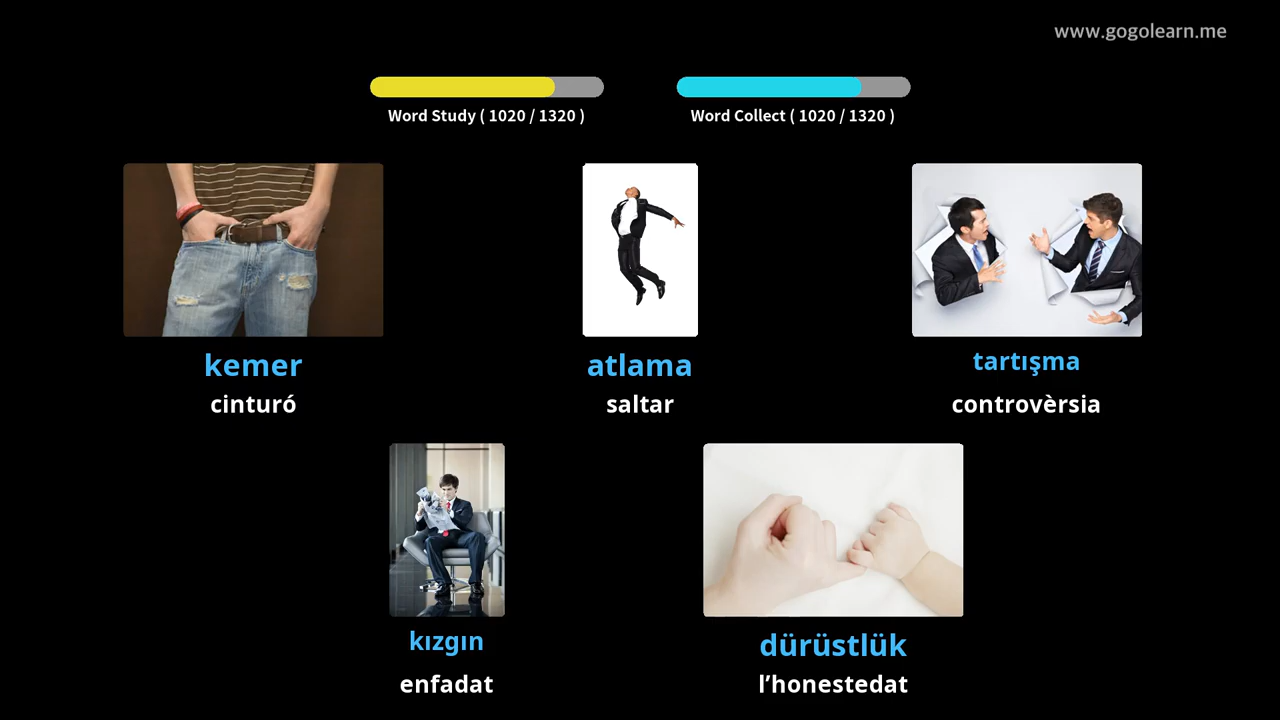 www.gogolearn.me
Word Study ( 1020 / 1320 )
Word Collect ( 1020 / 1320 )
kemer
cinturó
atlama
saltar
tartışma
controvèrsia
kızgın
enfadat
dürüstlük
l’honestedat